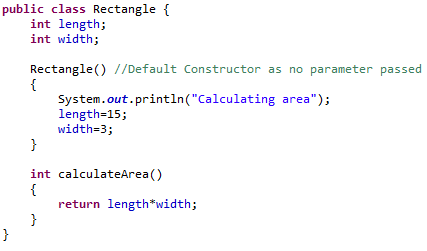 public class Rectangle {
    int length;
    int width;

    Rectangle() //Default Constructor as no parameter passed
    {
        System.out.println("Calculating area");
        length=15;
        width=3;
    }

    int calculateArea()
    {
        return length*width;
    }
}